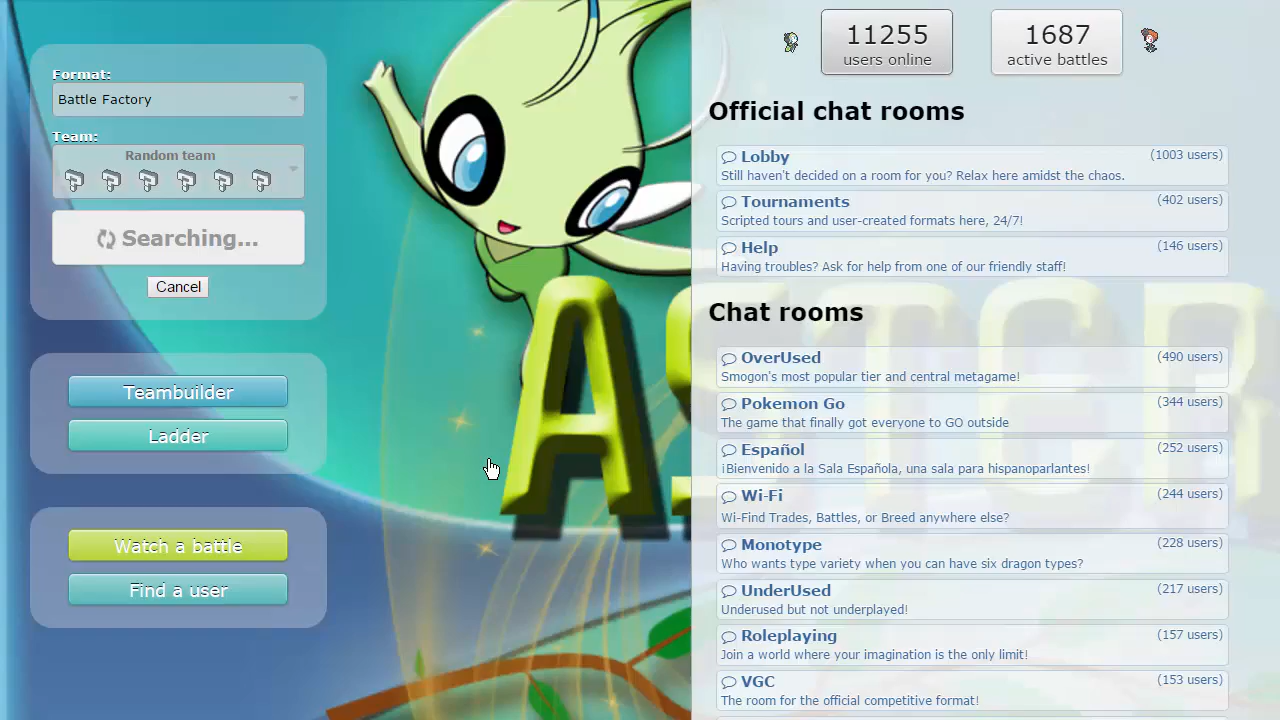 Format:
Battle Factory
Team:
Random team
Searching...
Cancel
Teambuilder
Ladder
Watch a battle
Find a user
11255
users online
1687
active battles
Official chat rooms
Lobby (1003 users)
Still haven't decided on a room for you? Relax here amidst the chaos.
Tournaments (402 users)
Scripted tours and user-created formats here, 24/7!
Help (146 users)
Having troubles? Ask for help from one of our friendly staff!
Chat rooms
OverUsed (490 users)
Smogon's most popular tier and central metagame!
Pokemon Go (344 users)
The game that finally got everyone to GO outside
Español (252 users)
¡Bienvenido a la Sala Española, una sala para hispanoparlantes!
Wi-Fi (244 users)
Wi-Find Trades, Battles, or Breed anywhere else?
Monotype (228 users)
Who wants type variety when you can have six dragon types?
UnderUsed (217 users)
Underused but not underplayed!
Roleplaying (157 users)
Join a world where your imagination is the only limit!
VGC (153 users)
The room for the official competitive format!
ASTER